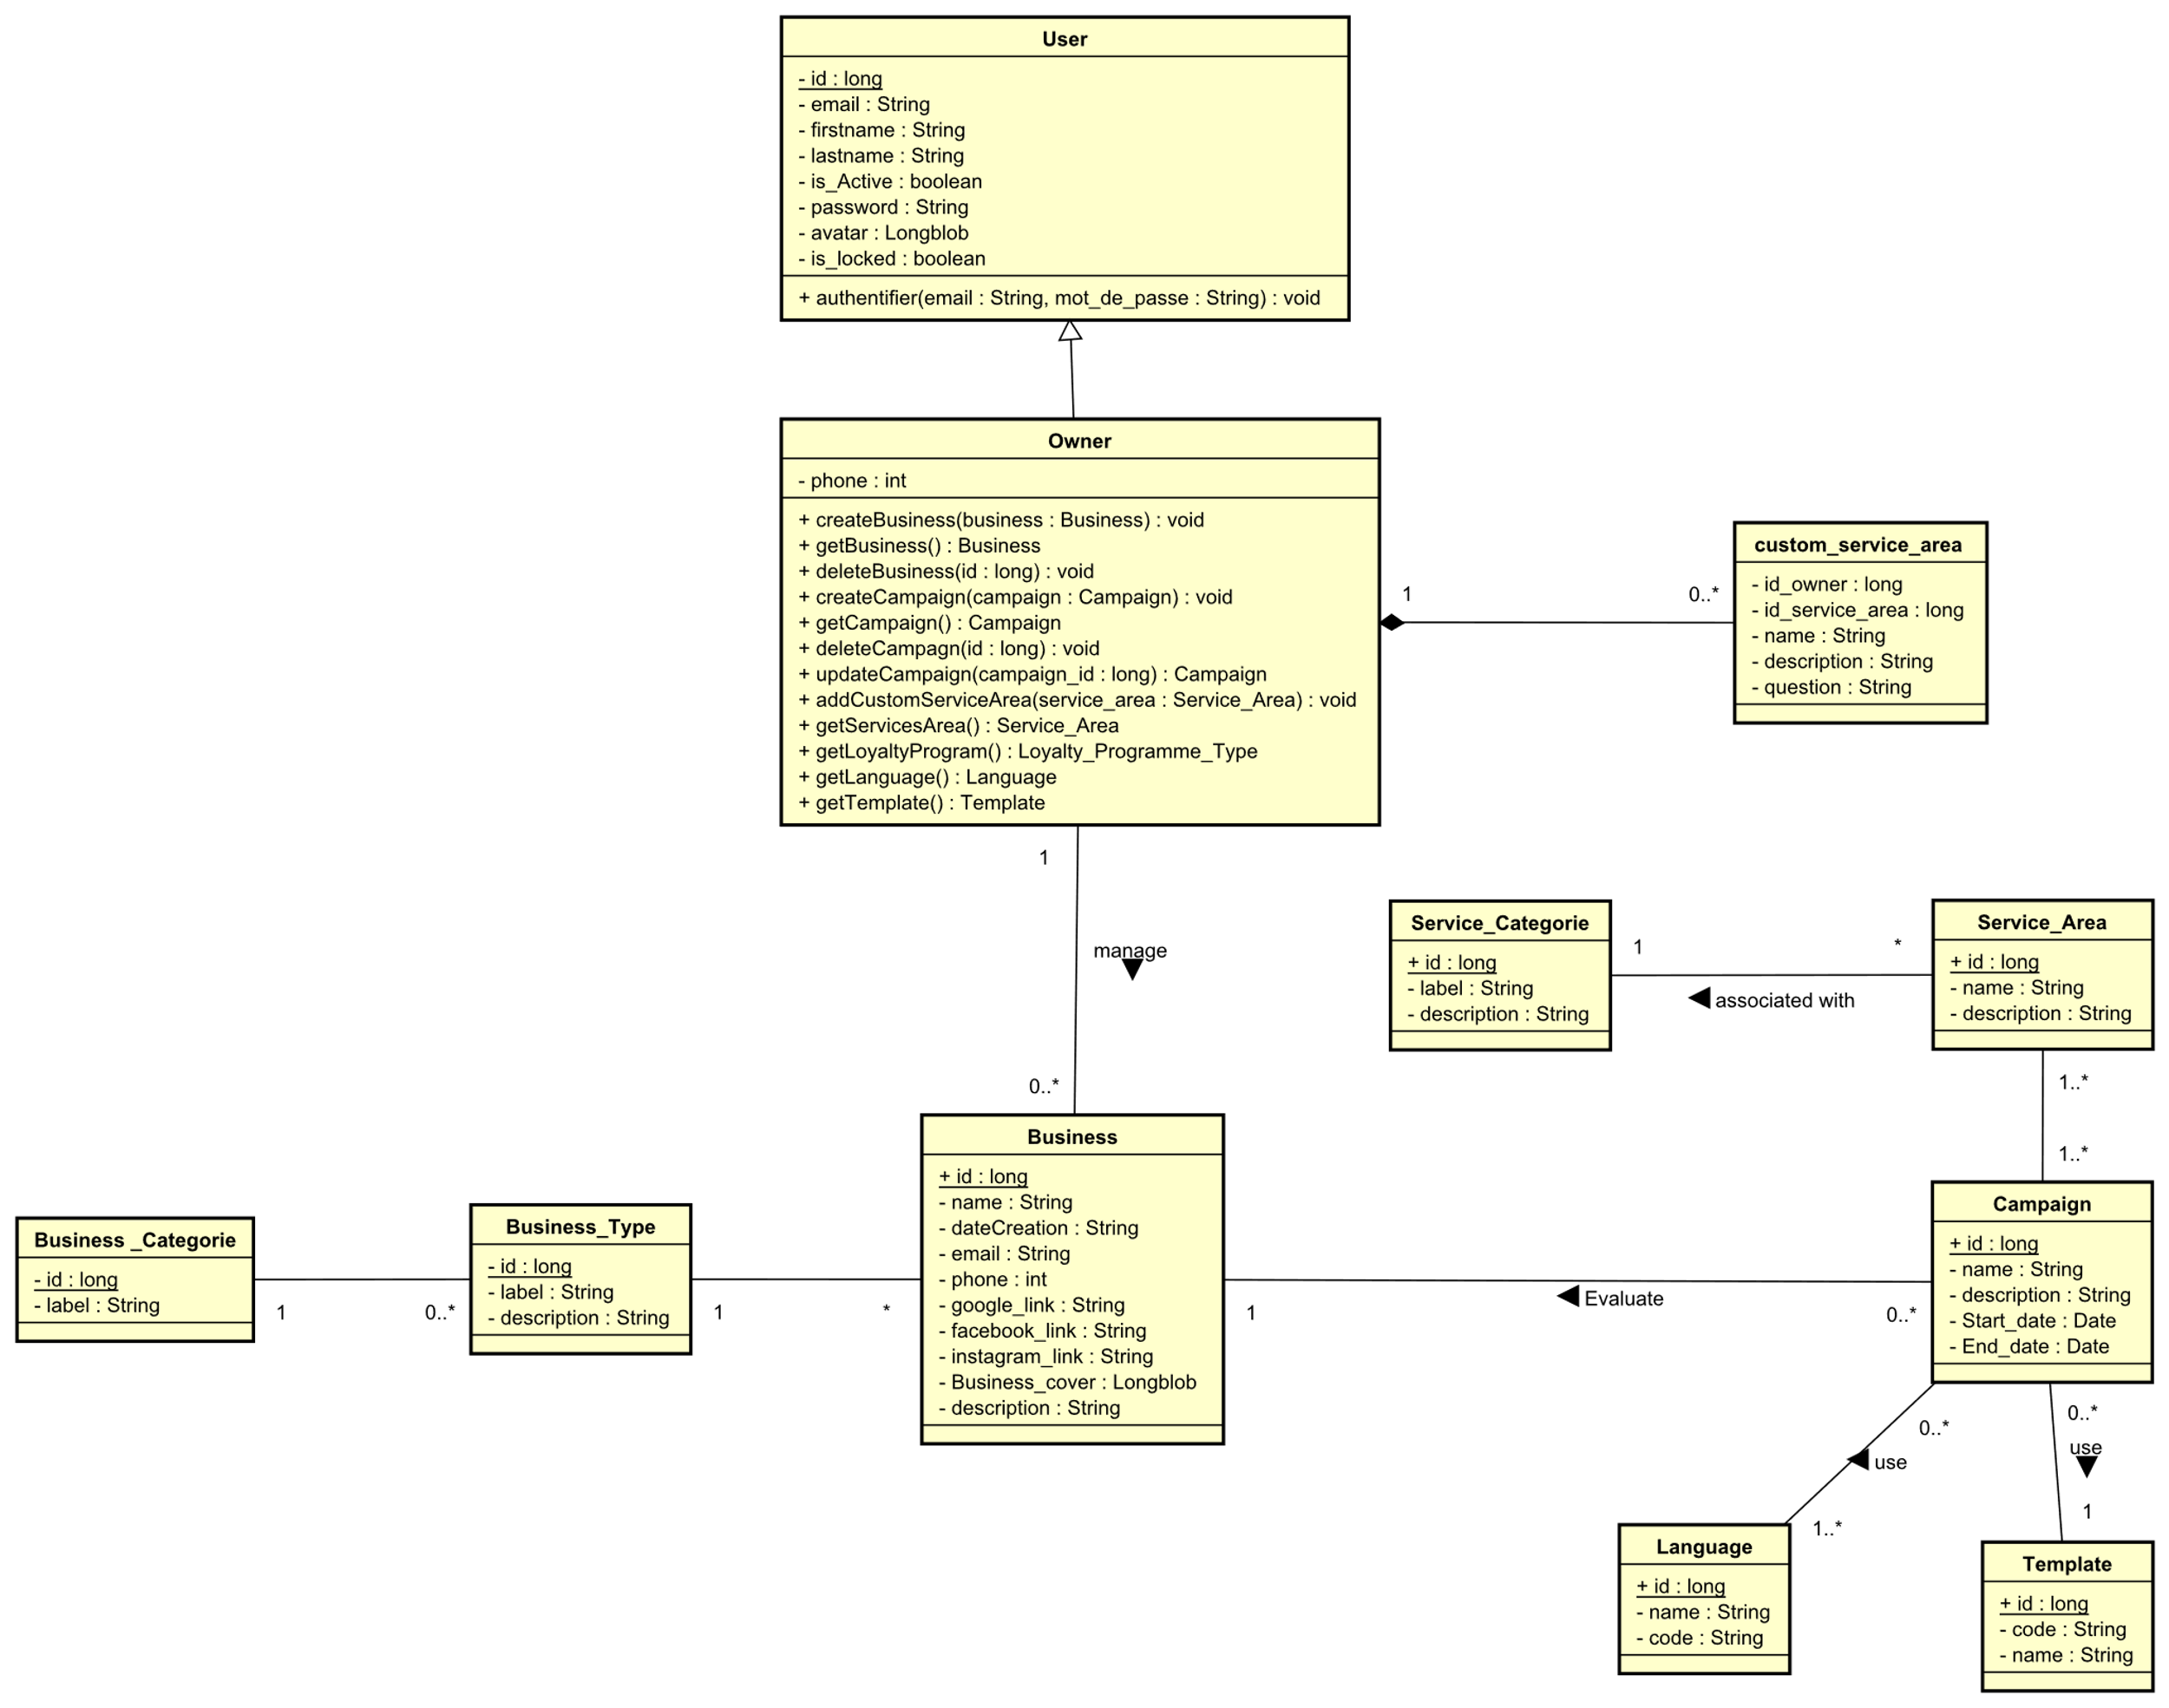 User
- id : long
- email : String
- firstname : String
- lastname : String
- is_Active : boolean
- password : String
- avatar : Longblob
- is_locked : boolean
+ authentifier(email : String, mot_de_passe : String) : void
Owner
- phone : int
+ createBusiness(business : Business) : void
+ getBusiness() : Business
+ deleteBusiness(id : long) : void
+ createCampaign(campaign : Campaign) : void
+ getCampaign() : Campaign
+ deleteCampagn(id : long) : void
+ updateCampaign(campaign_id : long) : Campaign
+ addCustomServiceArea(service_area : Service_Area) : void
+ getServicesArea() : Service_Area
+ getLoyaltyProgram() : Loyalty_Programme_Type
+ getLanguage() : Language
+ getTemplate() : Template
1
0..*
custom_service_area
- id_owner : long
- id_service_area : long
- name : String
- description : String
- question : String
1
manage
0..*
Service_Categorie
+ id : long
- label : String
- description : String
1
*
associated with
Service_Area
+ id : long
- name : String
- description : String
1..*
1..*
Business _Categorie
- id : long
- label : String
1
0..*
Business_Type
- id : long
- label : String
- description : String
1
*
Business
+ id : long
- name : String
- dateCreation : String
- email : String
- phone : int
- google_link : String
- facebook_link : String
- instagram_link : String
- Business_cover : Longblob
- description : String
1
Evaluate
0..*
Campaign
+ id : long
- name : String
- description : String
- Start_date : Date
- End_date : Date
0..*
use
1..*
0..*
use
1
Language
+ id : long
- name : String
- code : String
Template
+ id : long
- code : String
- name : String